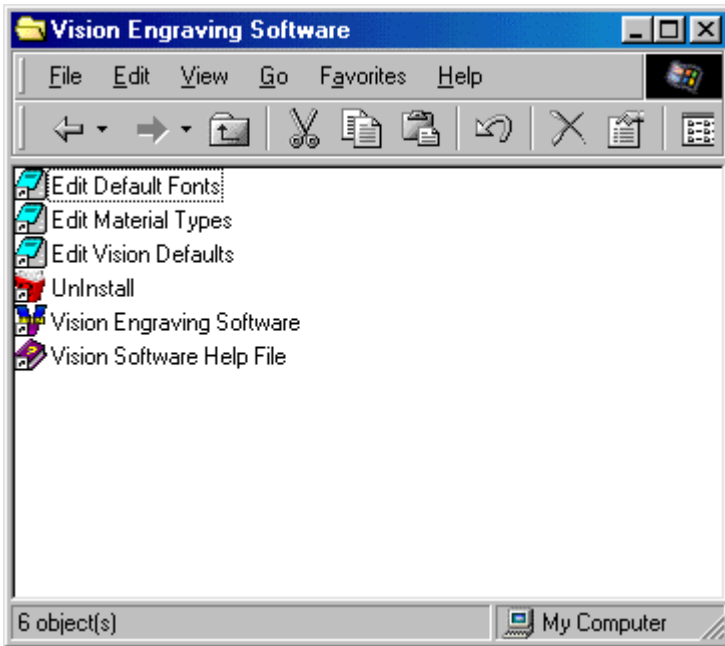 Vision Engraving Software
File Edit View Go Favorites Help
Edit Default Fonts
Edit Material Types
Edit Vision Defaults
UnInstall
Vision Engraving Software
Vision Software Help File
6 object(s) My Computer